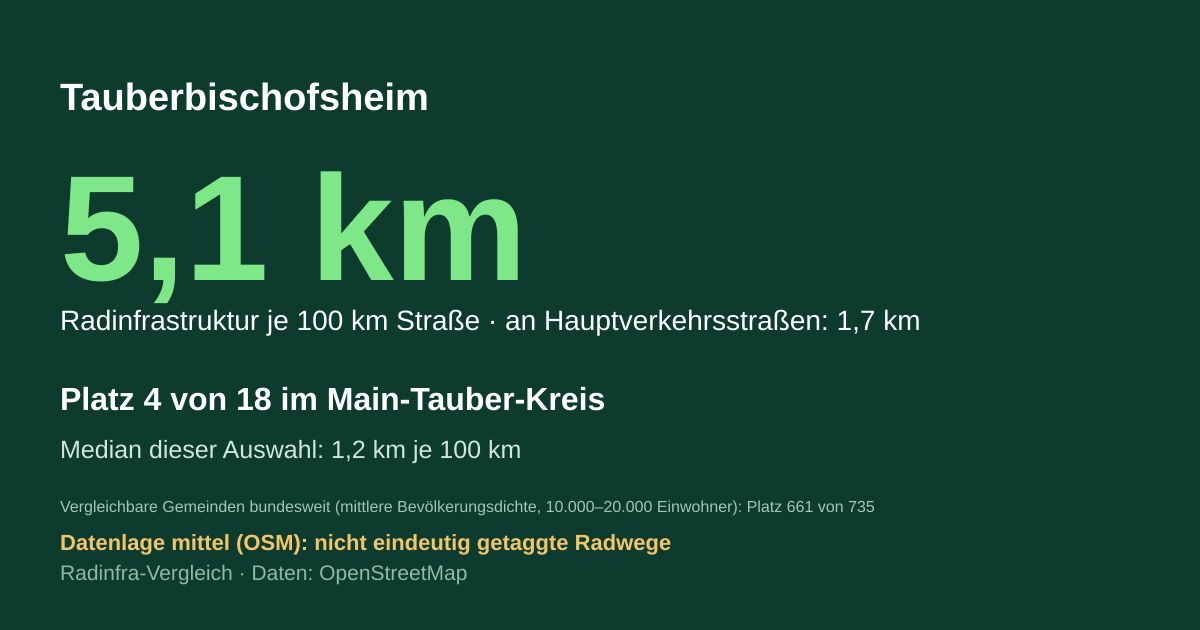 Tauberbischofsheim
5,1 km
Radinfrastruktur je 100 km Straße · an Hauptverkehrsstraßen: 1,7 km
Platz 4 von 18 im Main-Tauber-Kreis
Median dieser Auswahl: 1,2 km je 100 km
Vergleichbare Gemeinden bundesweit (mittlere Bevölkerungsdichte, 10.000–20.000 Einwohner): Platz 661 von 735
Datenlage mittel (OSM): nicht eindeutig getaggte Radwege
Radinfra-Vergleich · Daten: OpenStreetMap